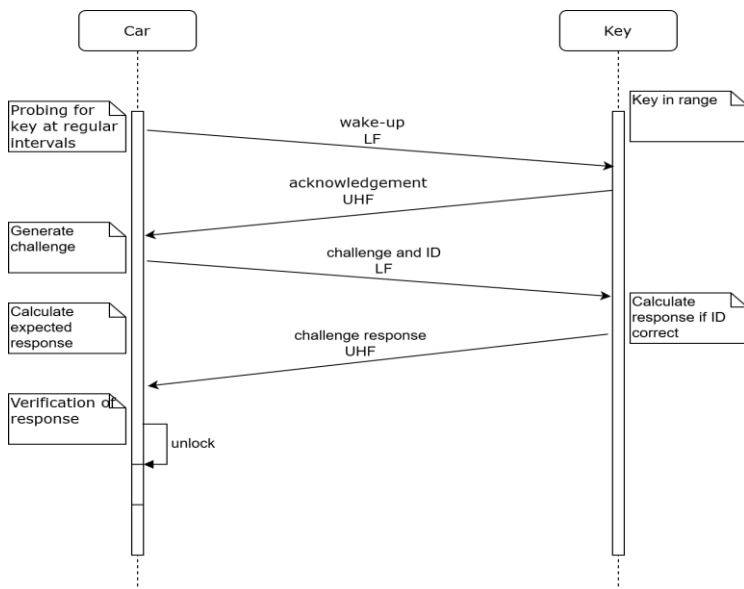 Car
Key
Probing for
key at regular
intervals
Key in range
wake-up
LF
acknowledgement
UHF
Generate
challenge
challenge and ID
LF
Calculate
expected
response
Calculate
response if ID
correct
challenge response
UHF
Verification of
response
unlock